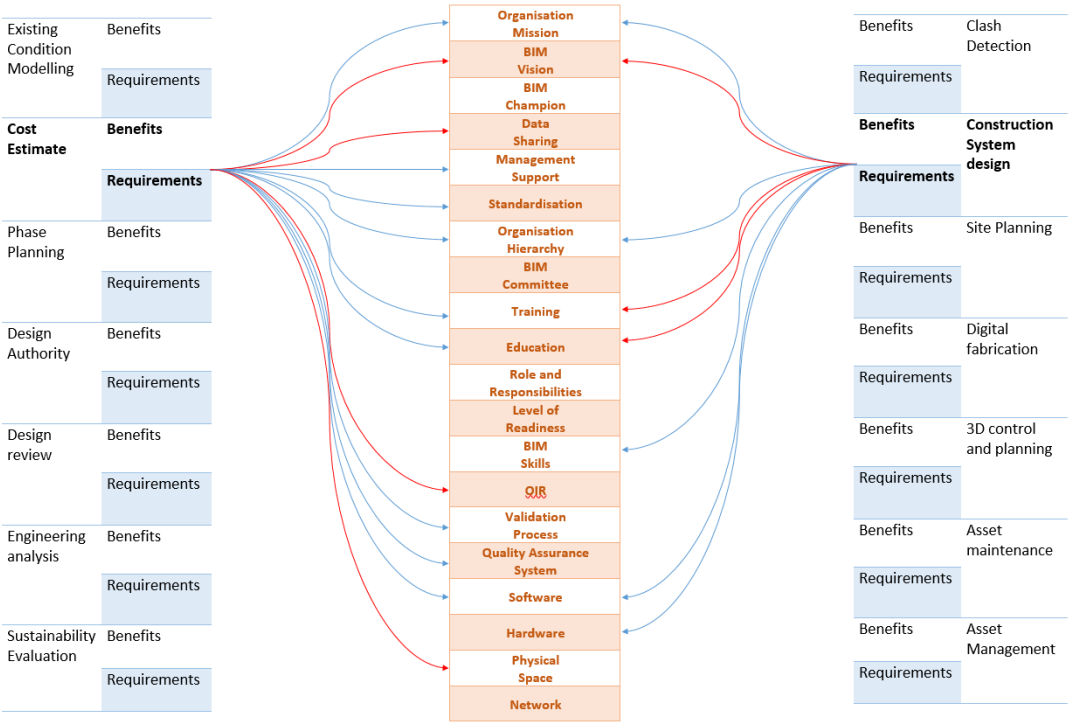 Existing
Condition
Modelling
Benefits
Requirements
Cost
Estimate
Benefits
Requirements
Phase
Planning
Benefits
Requirements
Design
Authority
Benefits
Requirements
Design
review
Benefits
Requirements
Engineering
analysis
Benefits
Requirements
Sustainability
Evaluation
Benefits
Requirements
Organisation
Mission
BIM
Vision
BIM
Champion
Data
Sharing
Management
Support
Standardisation
Organisation
Hierarchy
BIM
Committee
Training
Education
Role and
Responsibilities
Level of
Readiness
BIM
Skills
OIR
Validation
Process
Quality Assurance
System
Software
Hardware
Physical
Space
Network
Benefits
Requirements
Clash
Detection
Benefits
Requirements
Construction
System
design
Benefits
Requirements
Site Planning
Benefits
Requirements
Digital
fabrication
Benefits
Requirements
3D control
and planning
Benefits
Requirements
Asset
maintenance
Benefits
Requirements
Asset
Management